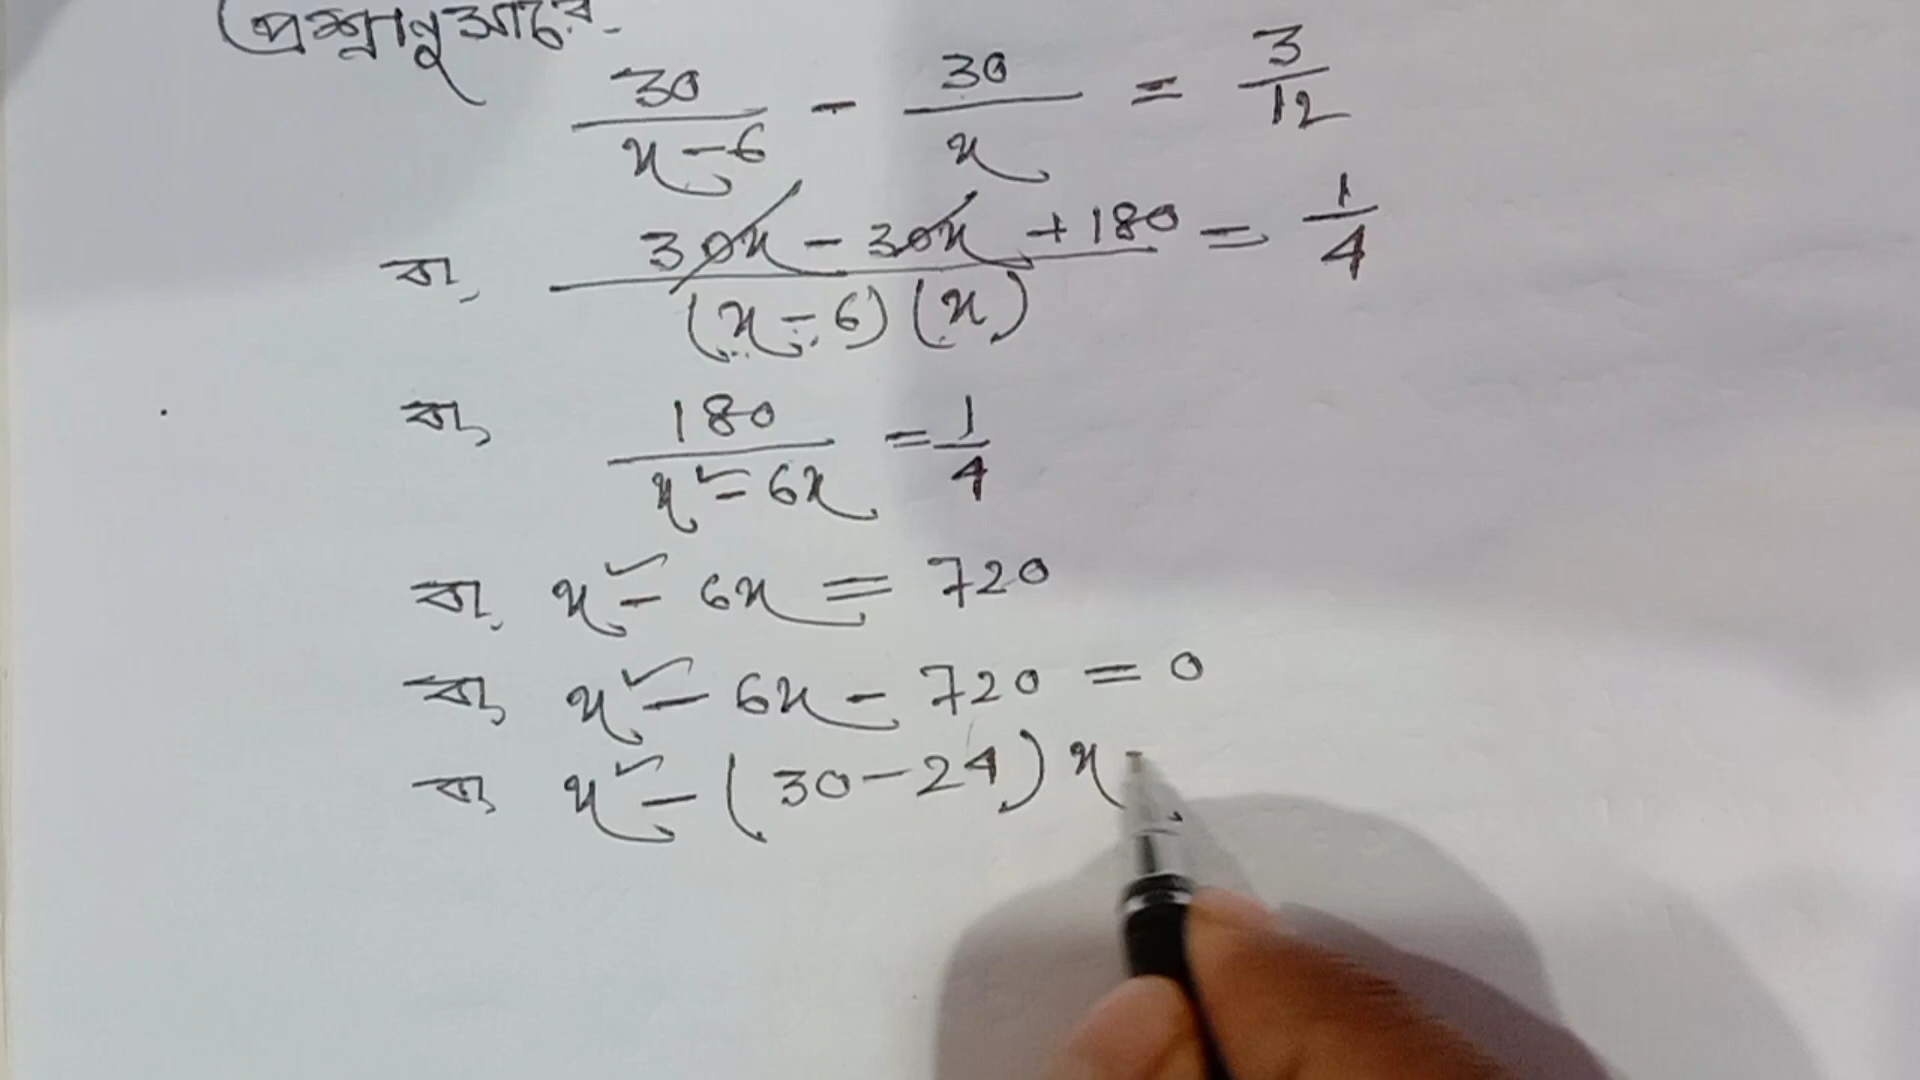 প্রশ্নানুসারে -
30/(x-6) - 30/x = 3/12
বা, (30x - 30x + 180)/((x-6)(x)) = 1/4
বা, 180/(x² - 6x) = 1/4
বা, x² - 6x = 720
বা, x² - 6x - 720 = 0
বা, x² - (30-24)x -